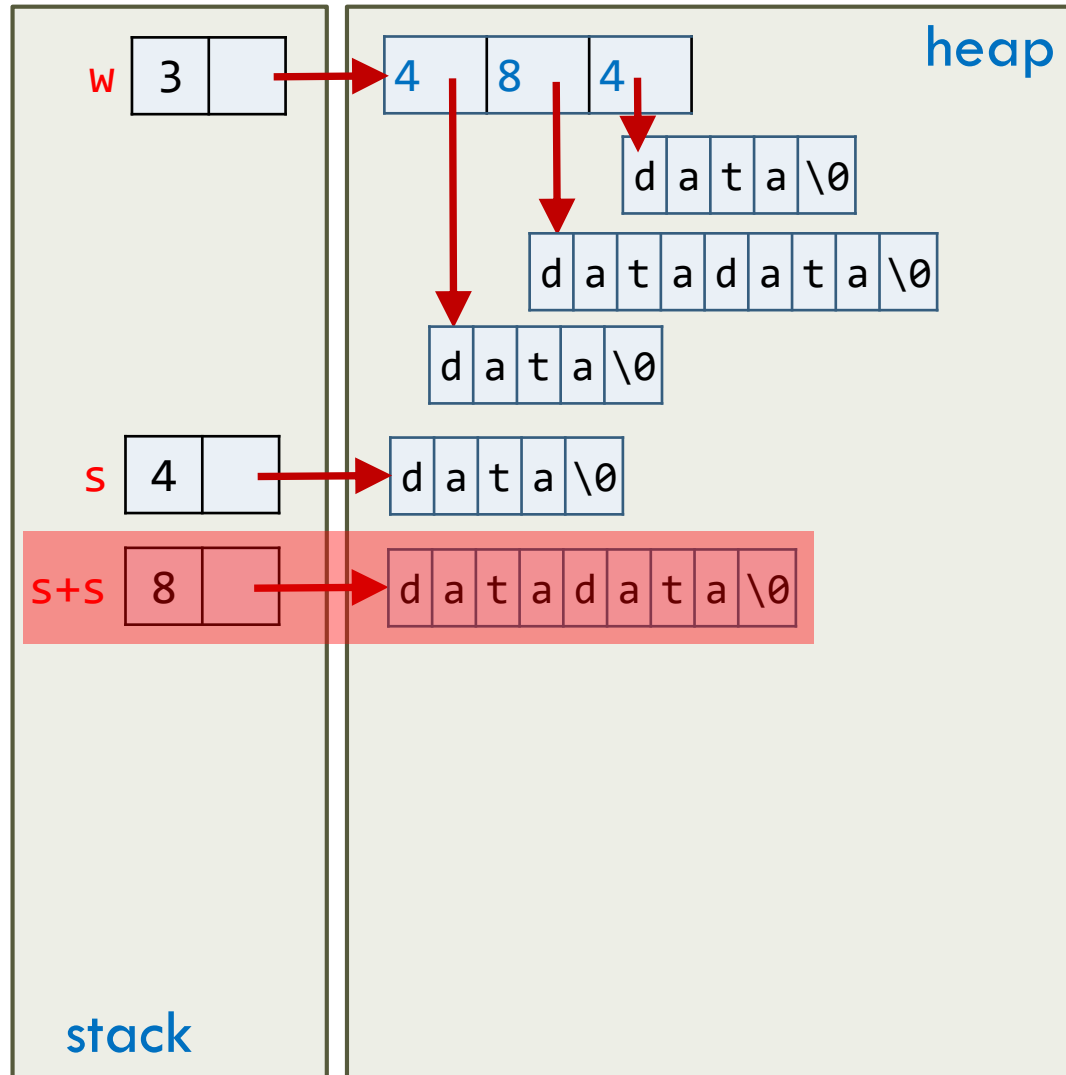 heap
w 3 4 8 4
d a t a \0
d a t a d a t a \0
d a t a \0
s 4 d a t a \0
s+s 8 d a t a d a t a \0
stack